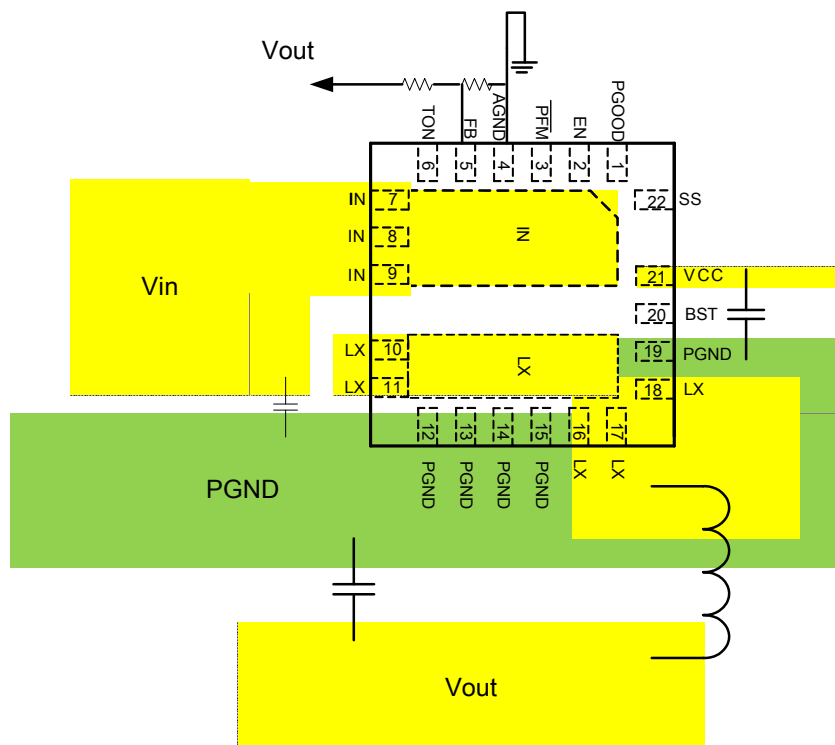 Vout
TON
FB
AGND
PFM
EN
PGOOD
6
5
4
3
2
1
IN 7
IN 8
IN 9
IN
22 SS
Vin
21 VCC
20 BST
19 PGND
18 LX
LX 10
LX 11
LX
12
13
14
15
16
17
PGND
PGND
PGND
PGND
LX
LX
PGND
Vout